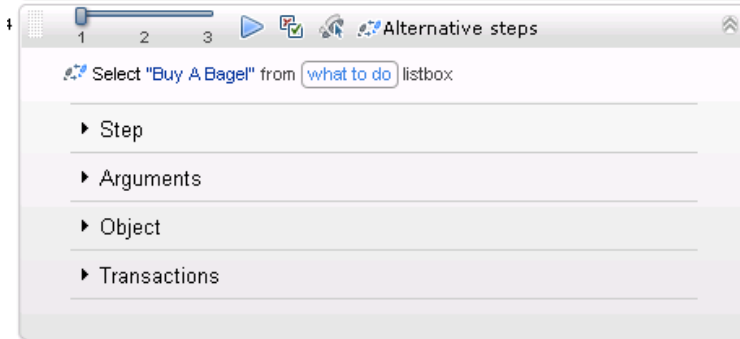 1 2 3 Alternative steps
Select "Buy A Bagel" from what to do listbox
Step
Arguments
Object
Transactions